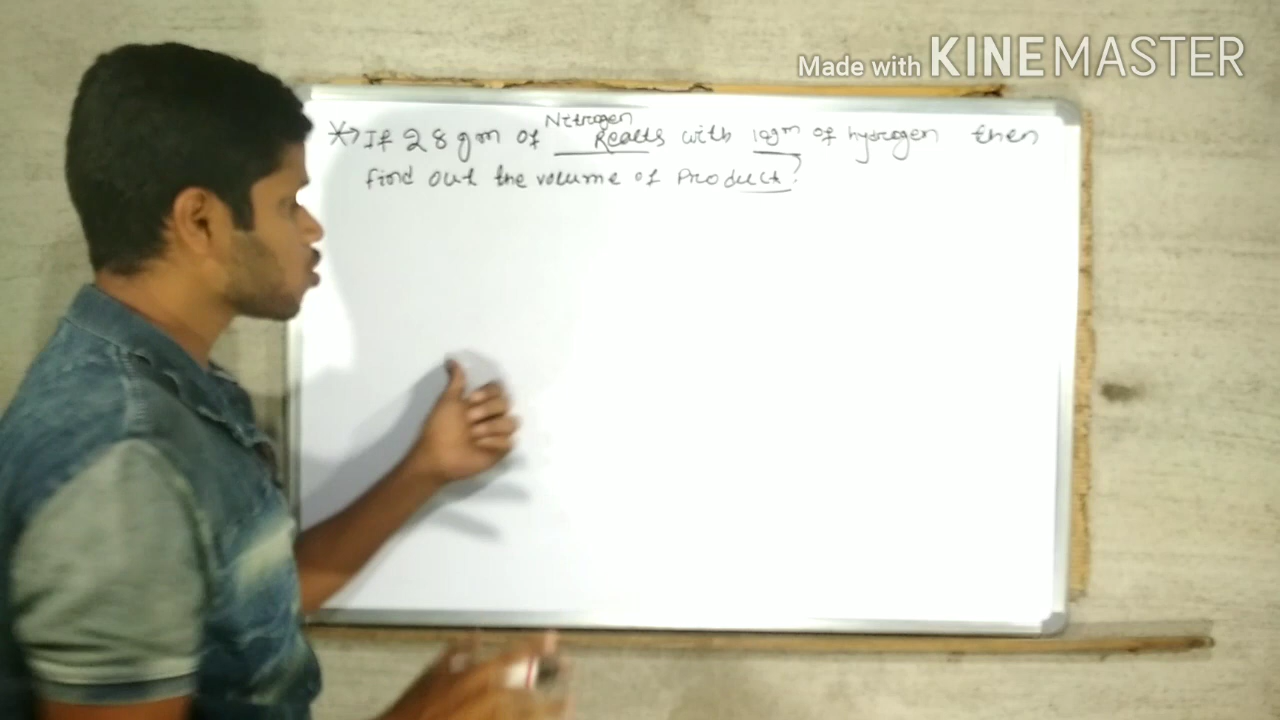 Made with KINEMASTER
*→ If 28 gm of Nitrogen Reacts with 10gm of hydrogen then
find out the volume of Product?